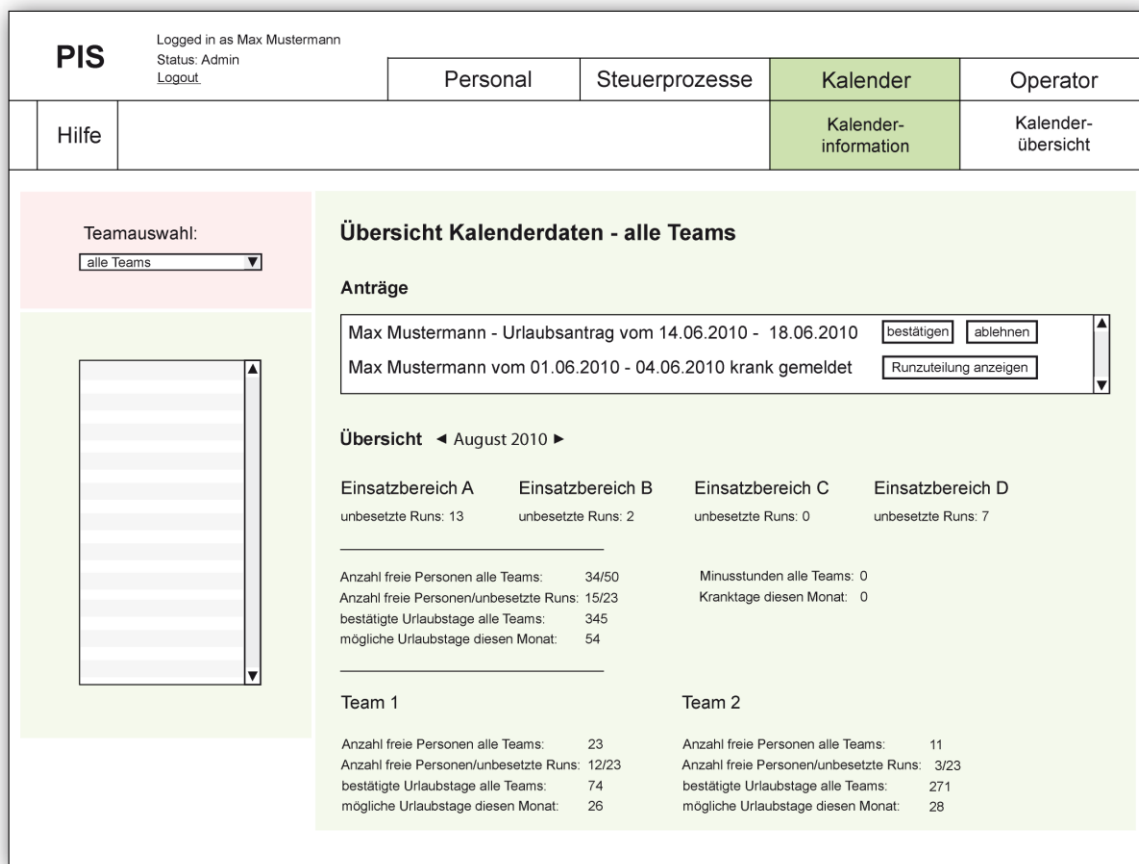 PIS
Logged in as Max Mustermann
Status: Admin
Logout
Personal
Steuerprozesse
Kalender
Operator
Hilfe
Kalender-
information
Kalender-
übersicht
Teamauswahl:
alle Teams
Übersicht Kalenderdaten - alle Teams
Anträge
Max Mustermann - Urlaubsantrag vom 14.06.2010 - 18.06.2010 bestätigen ablehnen
Max Mustermann vom 01.06.2010 - 04.06.2010 krank gemeldet Runzuteilung anzeigen
Übersicht ◄ August 2010 ►
Einsatzbereich A Einsatzbereich B Einsatzbereich C Einsatzbereich D
unbesetzte Runs: 13 unbesetzte Runs: 2 unbesetzte Runs: 0 unbesetzte Runs: 7
Anzahl freie Personen alle Teams: 34/50
Anzahl freie Personen/unbesetzte Runs: 15/23
bestätigte Urlaubstage alle Teams: 345
mögliche Urlaubstage diesen Monat: 54
Minusstunden alle Teams: 0
Kranktage diesen Monat: 0
Team 1
Anzahl freie Personen alle Teams: 23
Anzahl freie Personen/unbesetzte Runs: 12/23
bestätigte Urlaubstage alle Teams: 74
mögliche Urlaubstage diesen Monat: 26
Team 2
Anzahl freie Personen alle Teams: 11
Anzahl freie Personen/unbesetzte Runs: 3/23
bestätigte Urlaubstage alle Teams: 271
mögliche Urlaubstage diesen Monat: 28